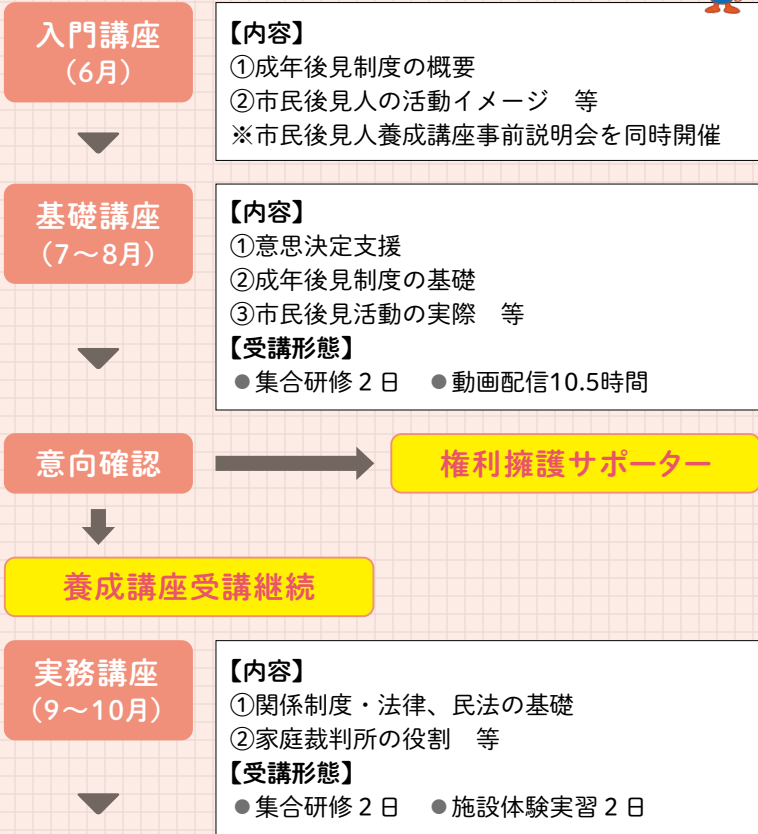 入門講座
（6月）
【内容】
①成年後見制度の概要
②市民後見人の活動イメージ　等
※市民後見人養成講座事前説明会を同時開催
基礎講座
（7〜8月）
【内容】
①意思決定支援
②成年後見制度の基礎
③市民後見活動の実際　等
【受講形態】
●集合研修２日　●動画配信10.5時間
意向確認
権利擁護サポーター
養成講座受講継続
実務講座
（9〜10月）
【内容】
①関係制度・法律、民法の基礎
②家庭裁判所の役割　等
【受講形態】
●集合研修２日　●施設体験実習２日